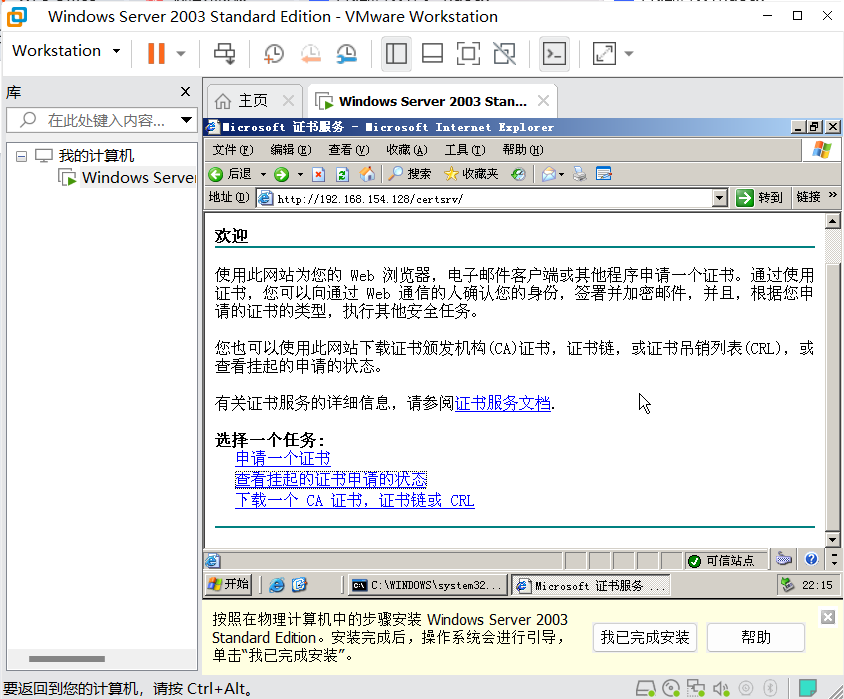 Windows Server 2003 Standard Edition - VMware Workstation
Workstation
库
主页
Windows Server 2003 Stan...
在此处键入内容...
我的计算机
Windows Server
Microsoft 证书服务 - Microsoft Internet Explorer
文件(F) 编辑(E) 查看(V) 收藏(A) 工具(T) 帮助(H)
后退 搜索 收藏夹
地址(D) http://192.168.154.128/certsrv/ 转到 链接 »
欢迎
使用此网站为您的 Web 浏览器，电子邮件客户端或其他程序申请一个证书。通过使用
证书，您可以向通过 Web 通信的人确认您的身份，签署并加密邮件，并且，根据您申
请的证书的类型，执行其他安全任务。
您也可以使用此网站下载证书颁发机构(CA)证书，证书链，或证书吊销列表(CRL)，或
查看挂起的申请的状态。
有关证书服务的详细信息，请参阅证书服务文档.
选择一个任务:
申请一个证书
查看挂起的证书申请的状态
下载一个 CA 证书，证书链或 CRL
可信站点
开始 C:\WINDOWS\system32... Microsoft 证书服务 ... 22:15
按照在物理计算机中的步骤安装 Windows Server 2003
Standard Edition。安装完成后，操作系统会进行引导，
单击“我已完成安装”。
我已完成安装
帮助
要返回到您的计算机，请按 Ctrl+Alt。